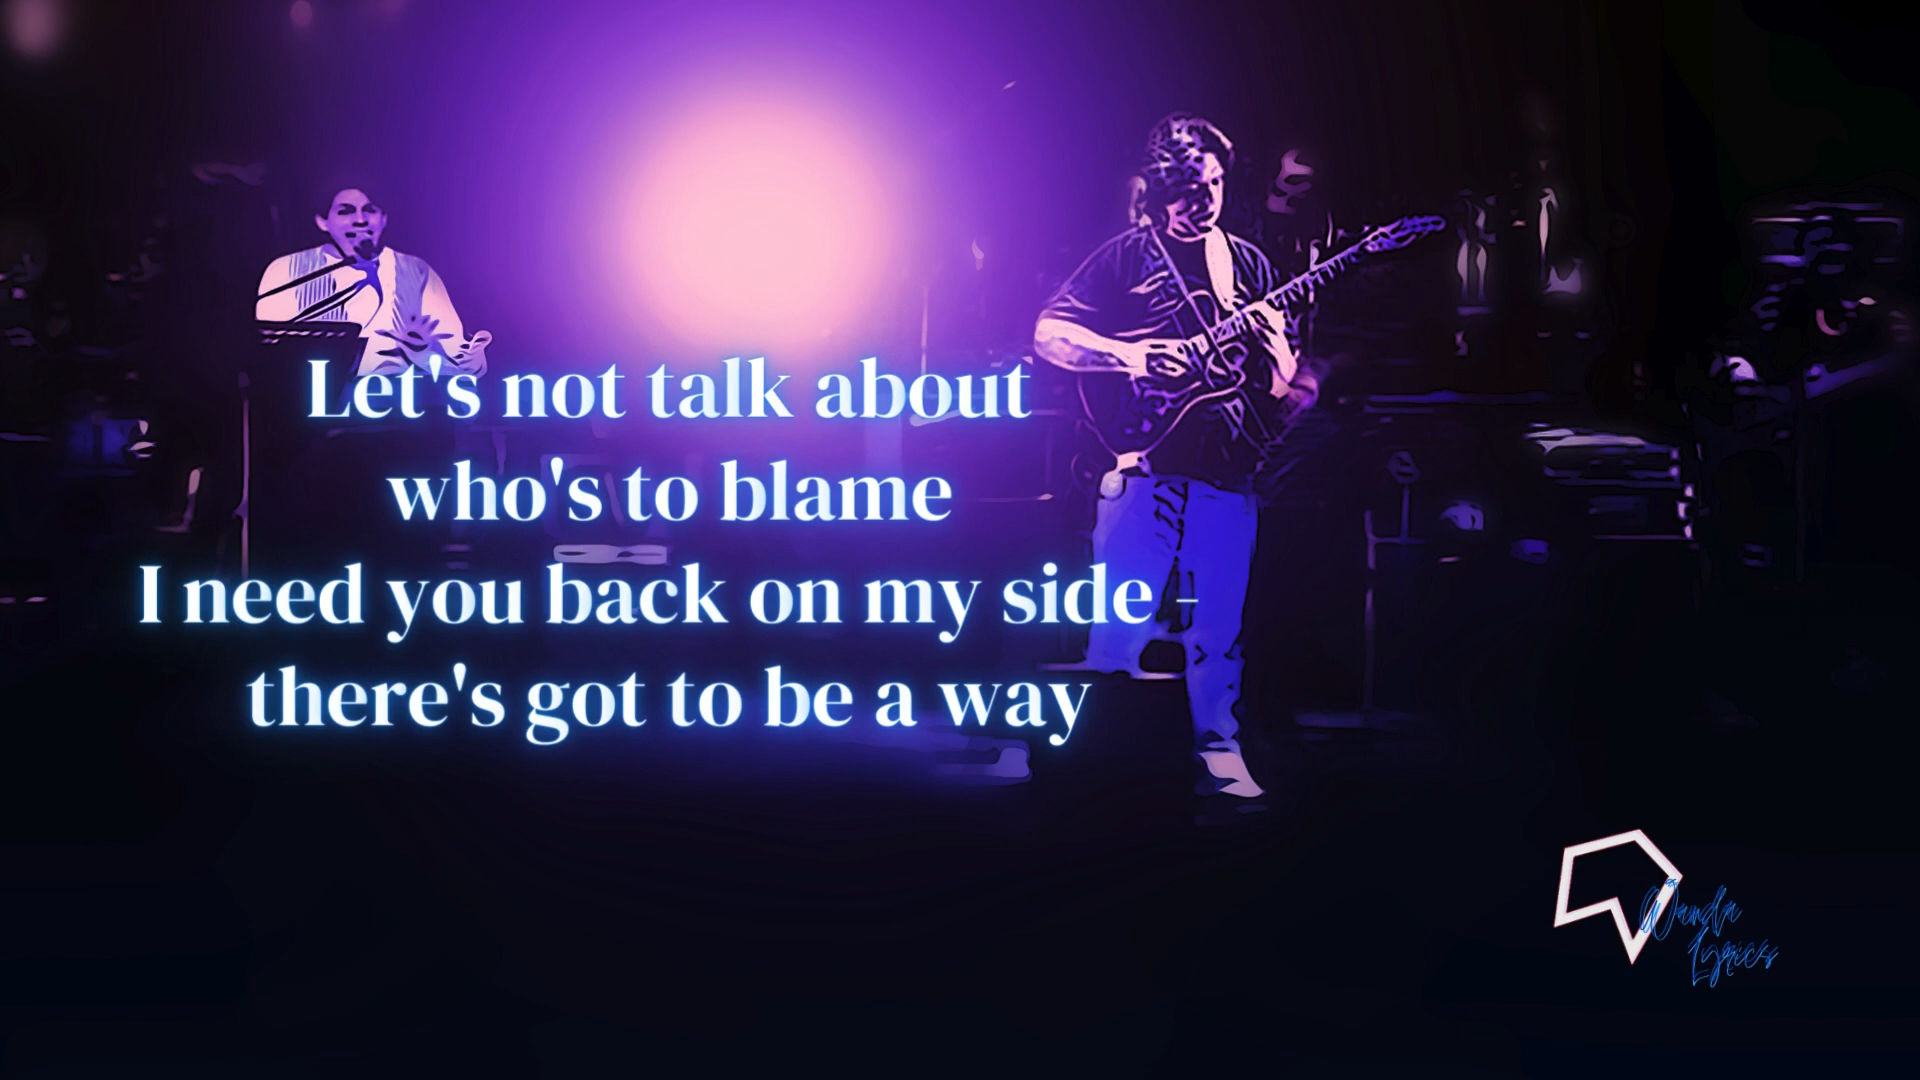 Let's not talk about
who's to blame
I need you back on my side -
there's got to be a way
Wanda
Lyrics